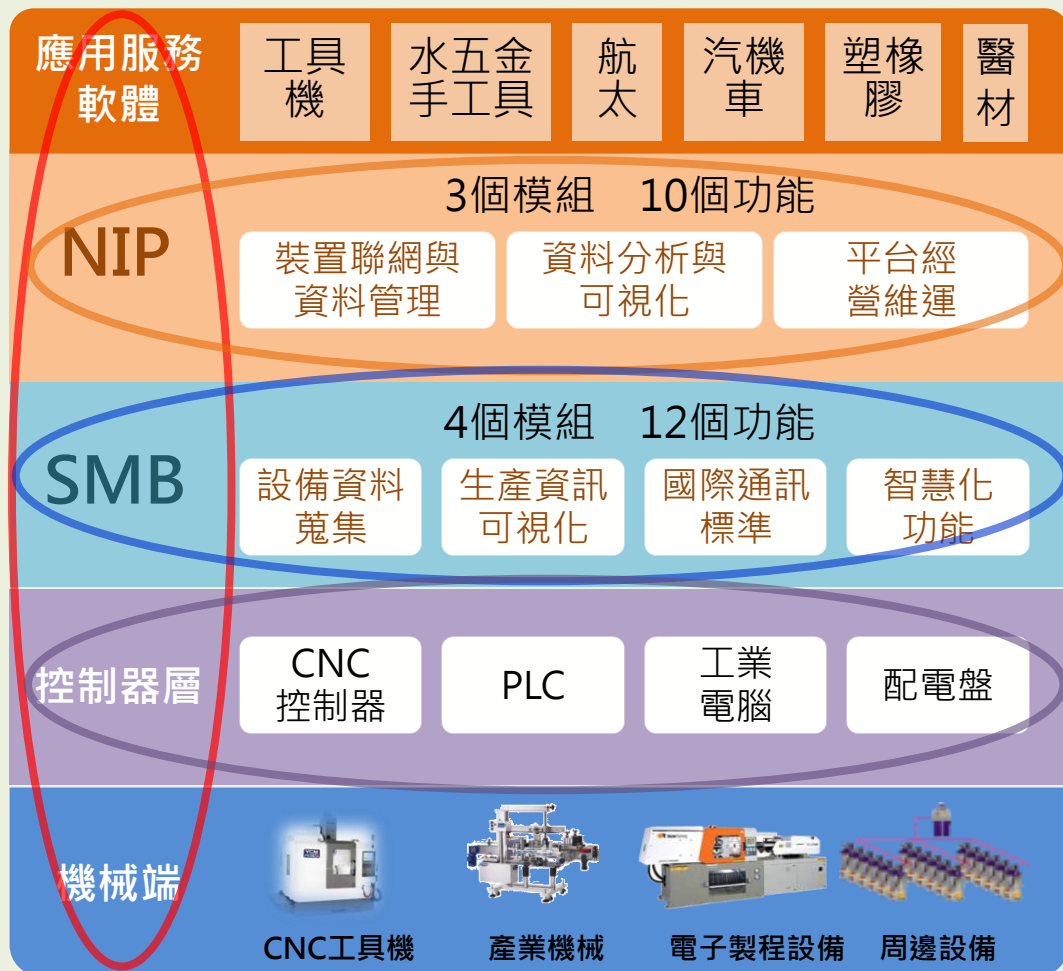 應用服務
軟體
工具
機
水五金
手工具
航
太
汽機
車
塑橡
膠
醫
材
NIP
3個模組 10個功能
裝置聯網與
資料管理
資料分析與
可視化
平台經
營維運
SMB
4個模組 12個功能
設備資料
蒐集
生產資訊
可視化
國際通訊
標準
智慧化
功能
控制器層
CNC
控制器
PLC
工業
電腦
配電盤
機械端
CNC工具機
產業機械
電子製程設備
周邊設備